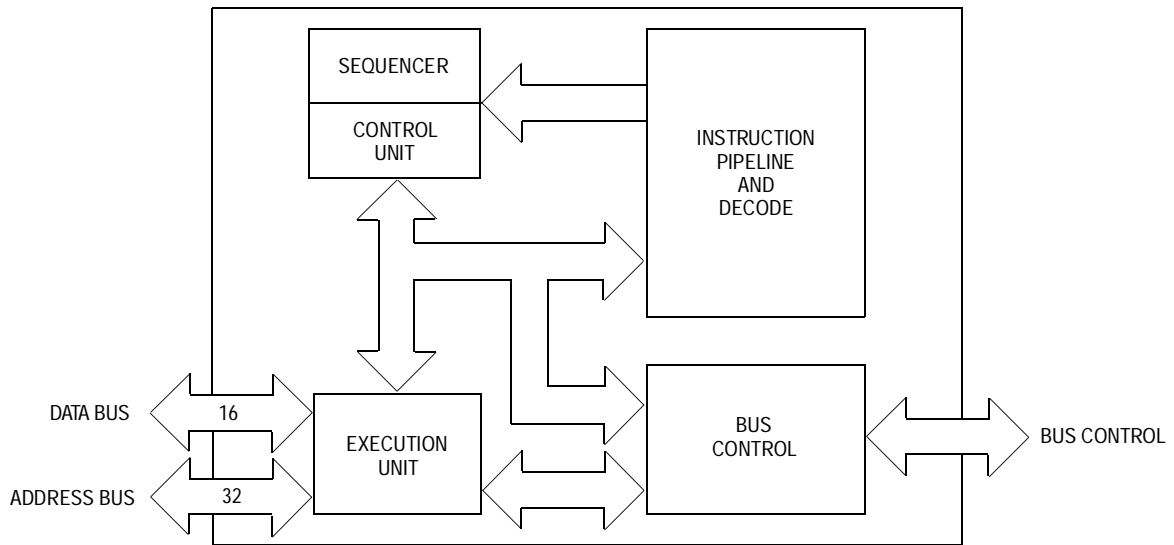 SEQUENCER
CONTROL
UNIT
INSTRUCTION
PIPELINE
AND
DECODE
DATA BUS
16
ADDRESS BUS
32
EXECUTION
UNIT
BUS
CONTROL
BUS CONTROL